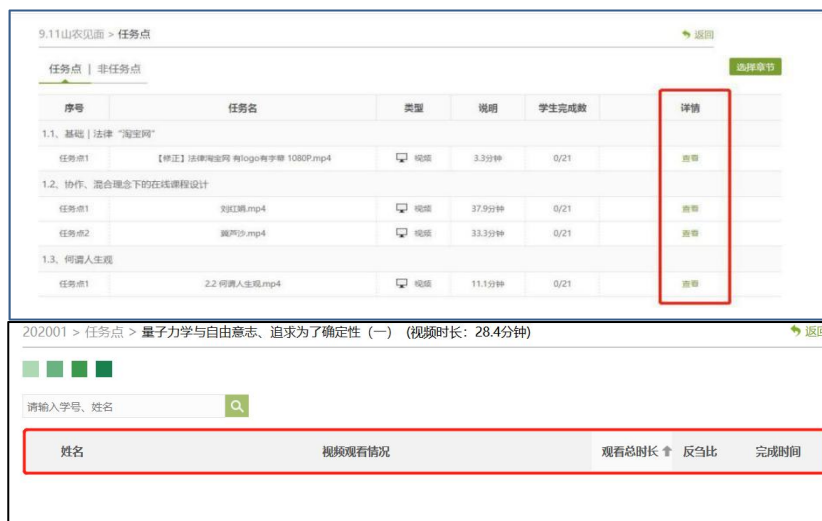 9.11山农见面 > 任务点
返回
任务点 | 非任务点
选择章节
序号 任务名 类型 说明 学生完成数 详情
1.1、基础 | 法律“淘宝网”
任务点1 【修正】法律淘宝网 有logo有字幕 1080P.mp4 视频 3.3分钟 0/21 查看
1.2、协作、混合理念下的在线课程设计
任务点1 刘红娟.mp4 视频 37.9分钟 0/21 查看
任务点2 芦沙.mp4 视频 33.3分钟 0/21 查看
1.3、何谓人生观
任务点1 2.2 何谓人生观.mp4 视频 11.1分钟 0/21 查看
202001 > 任务点 > 量子力学与自由意志、追求为了确定性（一） (视频时长：28.4分钟)
返回
请输入学号、姓名
姓名 视频观看情况 观看总时长 反刍比 完成时间